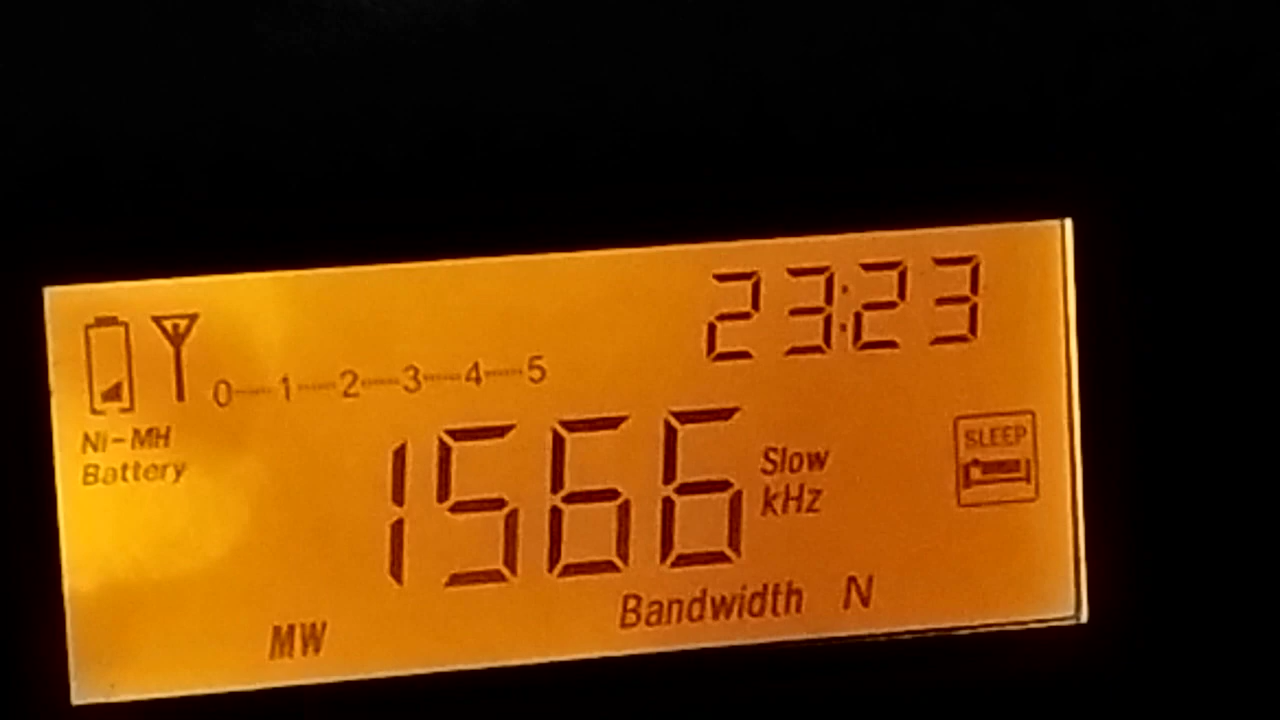 23:23
0 1 2 3 4 5
Ni-MH
Battery
1566
Slow
kHz
SLEEP
Bandwidth N
MW